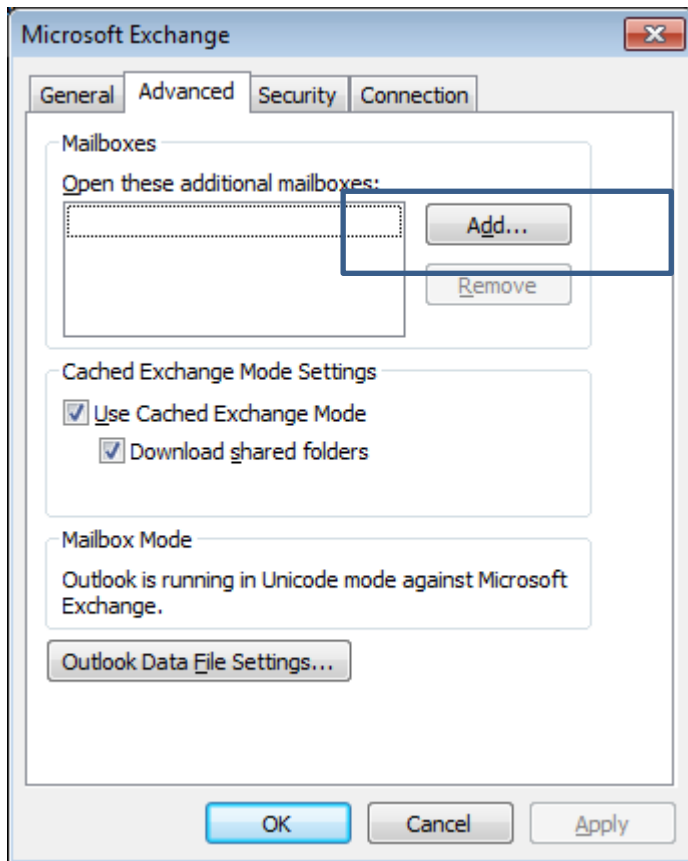 Microsoft Exchange
General Advanced Security Connection
Mailboxes
Open these additional mailboxes:
Add...
Remove
Cached Exchange Mode Settings
Use Cached Exchange Mode
Download shared folders
Mailbox Mode
Outlook is running in Unicode mode against Microsoft
Exchange.
Outlook Data File Settings...
OK Cancel Apply